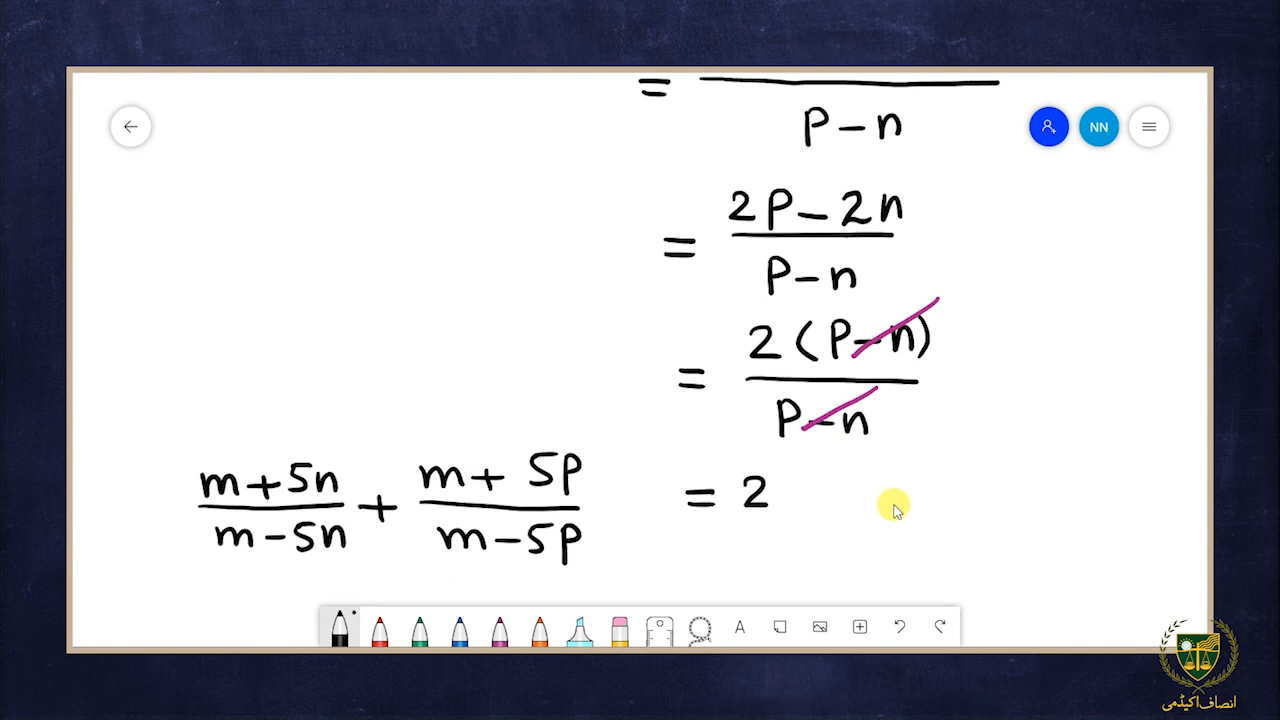 =
P-n
NN
= 2P-2n / P-n
= 2(P-n) / P-n
m+5n / m-5n + m+5P / m-5P = 2
A
انصاف اکیڈمی